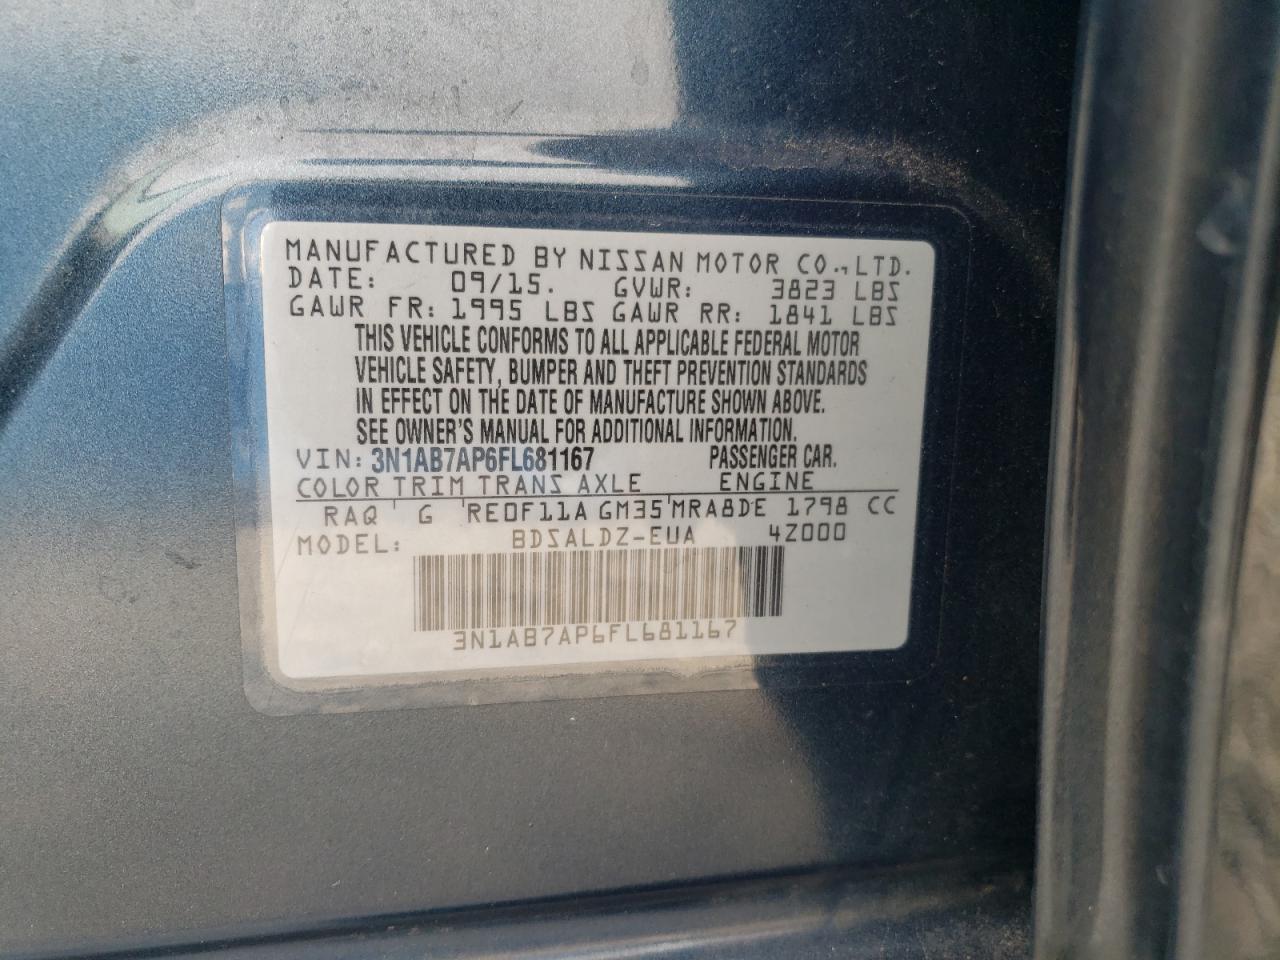 MANUFACTURED BY NISSAN MOTOR CO.,LTD.
DATE: 09/15. GVWR: 3823 LBS
GAWR FR: 1995 LBS GAWR RR: 1841 LBS
THIS VEHICLE CONFORMS TO ALL APPLICABLE FEDERAL MOTOR
VEHICLE SAFETY, BUMPER AND THEFT PREVENTION STANDARDS
IN EFFECT ON THE DATE OF MANUFACTURE SHOWN ABOVE.
SEE OWNER'S MANUAL FOR ADDITIONAL INFORMATION.
VIN: 3N1AB7AP6FL681167 PASSENGER CAR.
COLOR TRIM TRANS AXLE ENGINE
RAQ G RE0F11A GM35 MRA8DE 1798 CC
MODEL: BDSALDZ-EUA 4Z000
3N1AB7AP6FL681167